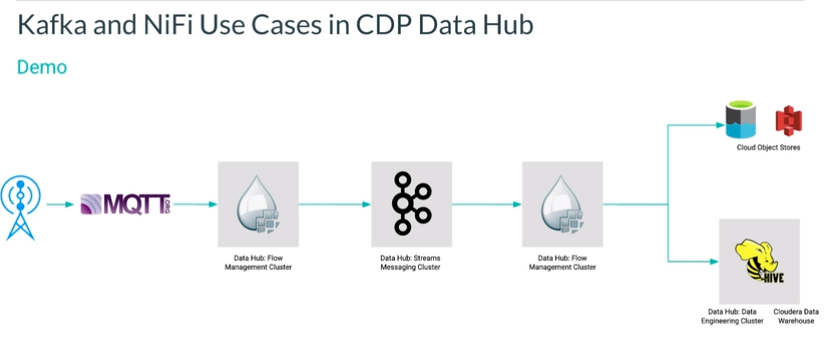 Kafka and NiFi Use Cases in CDP Data Hub
Demo
MQTT
.ORG
Data Hub: Flow
Management Cluster
Data Hub: Streams
Messaging Cluster
Data Hub: Flow
Management Cluster
Cloud Object Stores
HIVE
Data Hub: Data
Engineering Cluster
Cloudera Data
Warehouse